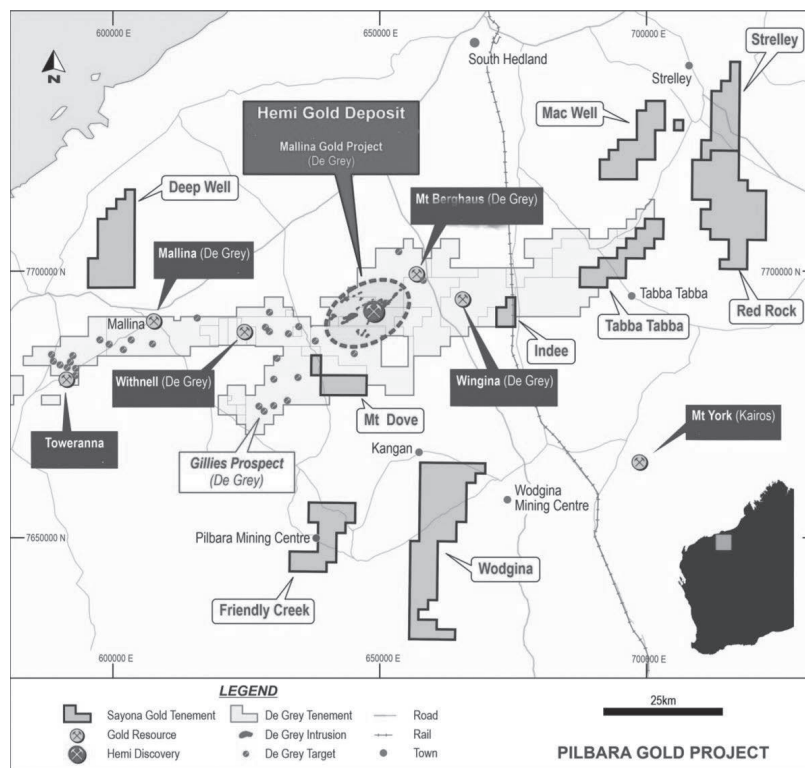 600000 E
650000 E
700000 E
South Hedland
Strelley
Strelley
Hemi Gold Deposit
Mallina Gold Project
(De Grey)
Mac Well
Deep Well
Mt Berghaus (De Grey)
Mallina (De Grey)
7700000 N
7700000 N
Mallina
Tabba Tabba
Red Rock
Tabba Tabba
Indee
Withnell (De Grey)
Wingina (De Grey)
Mt Dove
Toweranna
Gillies Prospect
(De Grey)
Mt York (Kairos)
Kangan
Wodgina
Mining Centre
7650000 N
Pilbara Mining Centre
Wodgina
Friendly Creek
N
600000 E
650000 E
700000 E
LEGEND
Sayona Gold Tenement
De Grey Tenement
Road
Gold Resource
De Grey Intrusion
Rail
Hemi Discovery
De Grey Target
Town
25km
PILBARA GOLD PROJECT